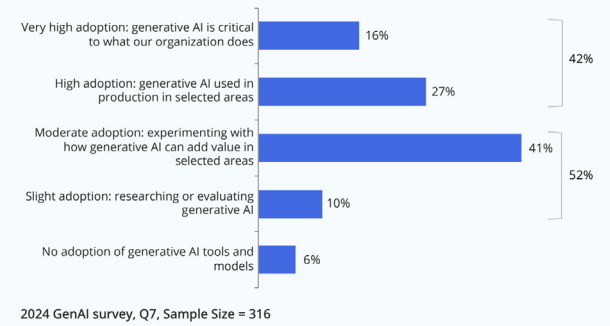 Very high adoption: generative AI is critical
to what our organization does
16%
42%
High adoption: generative AI used in
production in selected areas
27%
Moderate adoption: experimenting with
how generative AI can add value in
selected areas
41%
52%
Slight adoption: researching or evaluating
generative AI
10%
No adoption of generative AI tools and
models
6%
2024 GenAI survey, Q7, Sample Size = 316